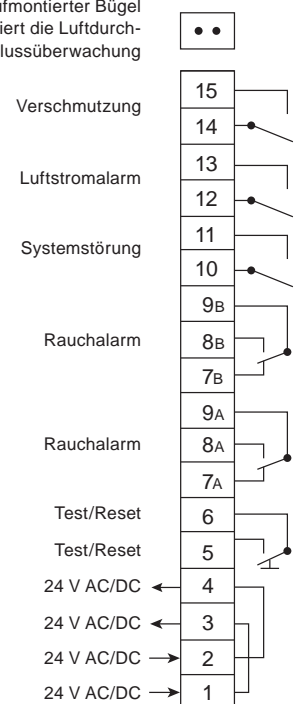 ufmontierter Bügel
iert die Luftdurch-
lussüberwachung
15
Verschmutzung
14
13
Luftstromalarm
12
11
Systemstörung
10
9B
Rauchalarm 8B
7B
9A
Rauchalarm 8A
7A
Test/Reset 6
Test/Reset 5
24 V AC/DC 4
24 V AC/DC 3
24 V AC/DC 2
24 V AC/DC 1